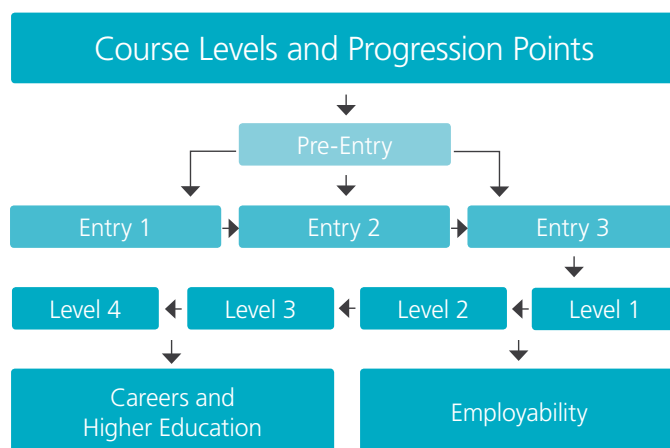 Course Levels and Progression Points
Pre-Entry
Entry 1
Entry 2
Entry 3
Level 4
Level 3
Level 2
Level 1
Careers and
Higher Education
Employability